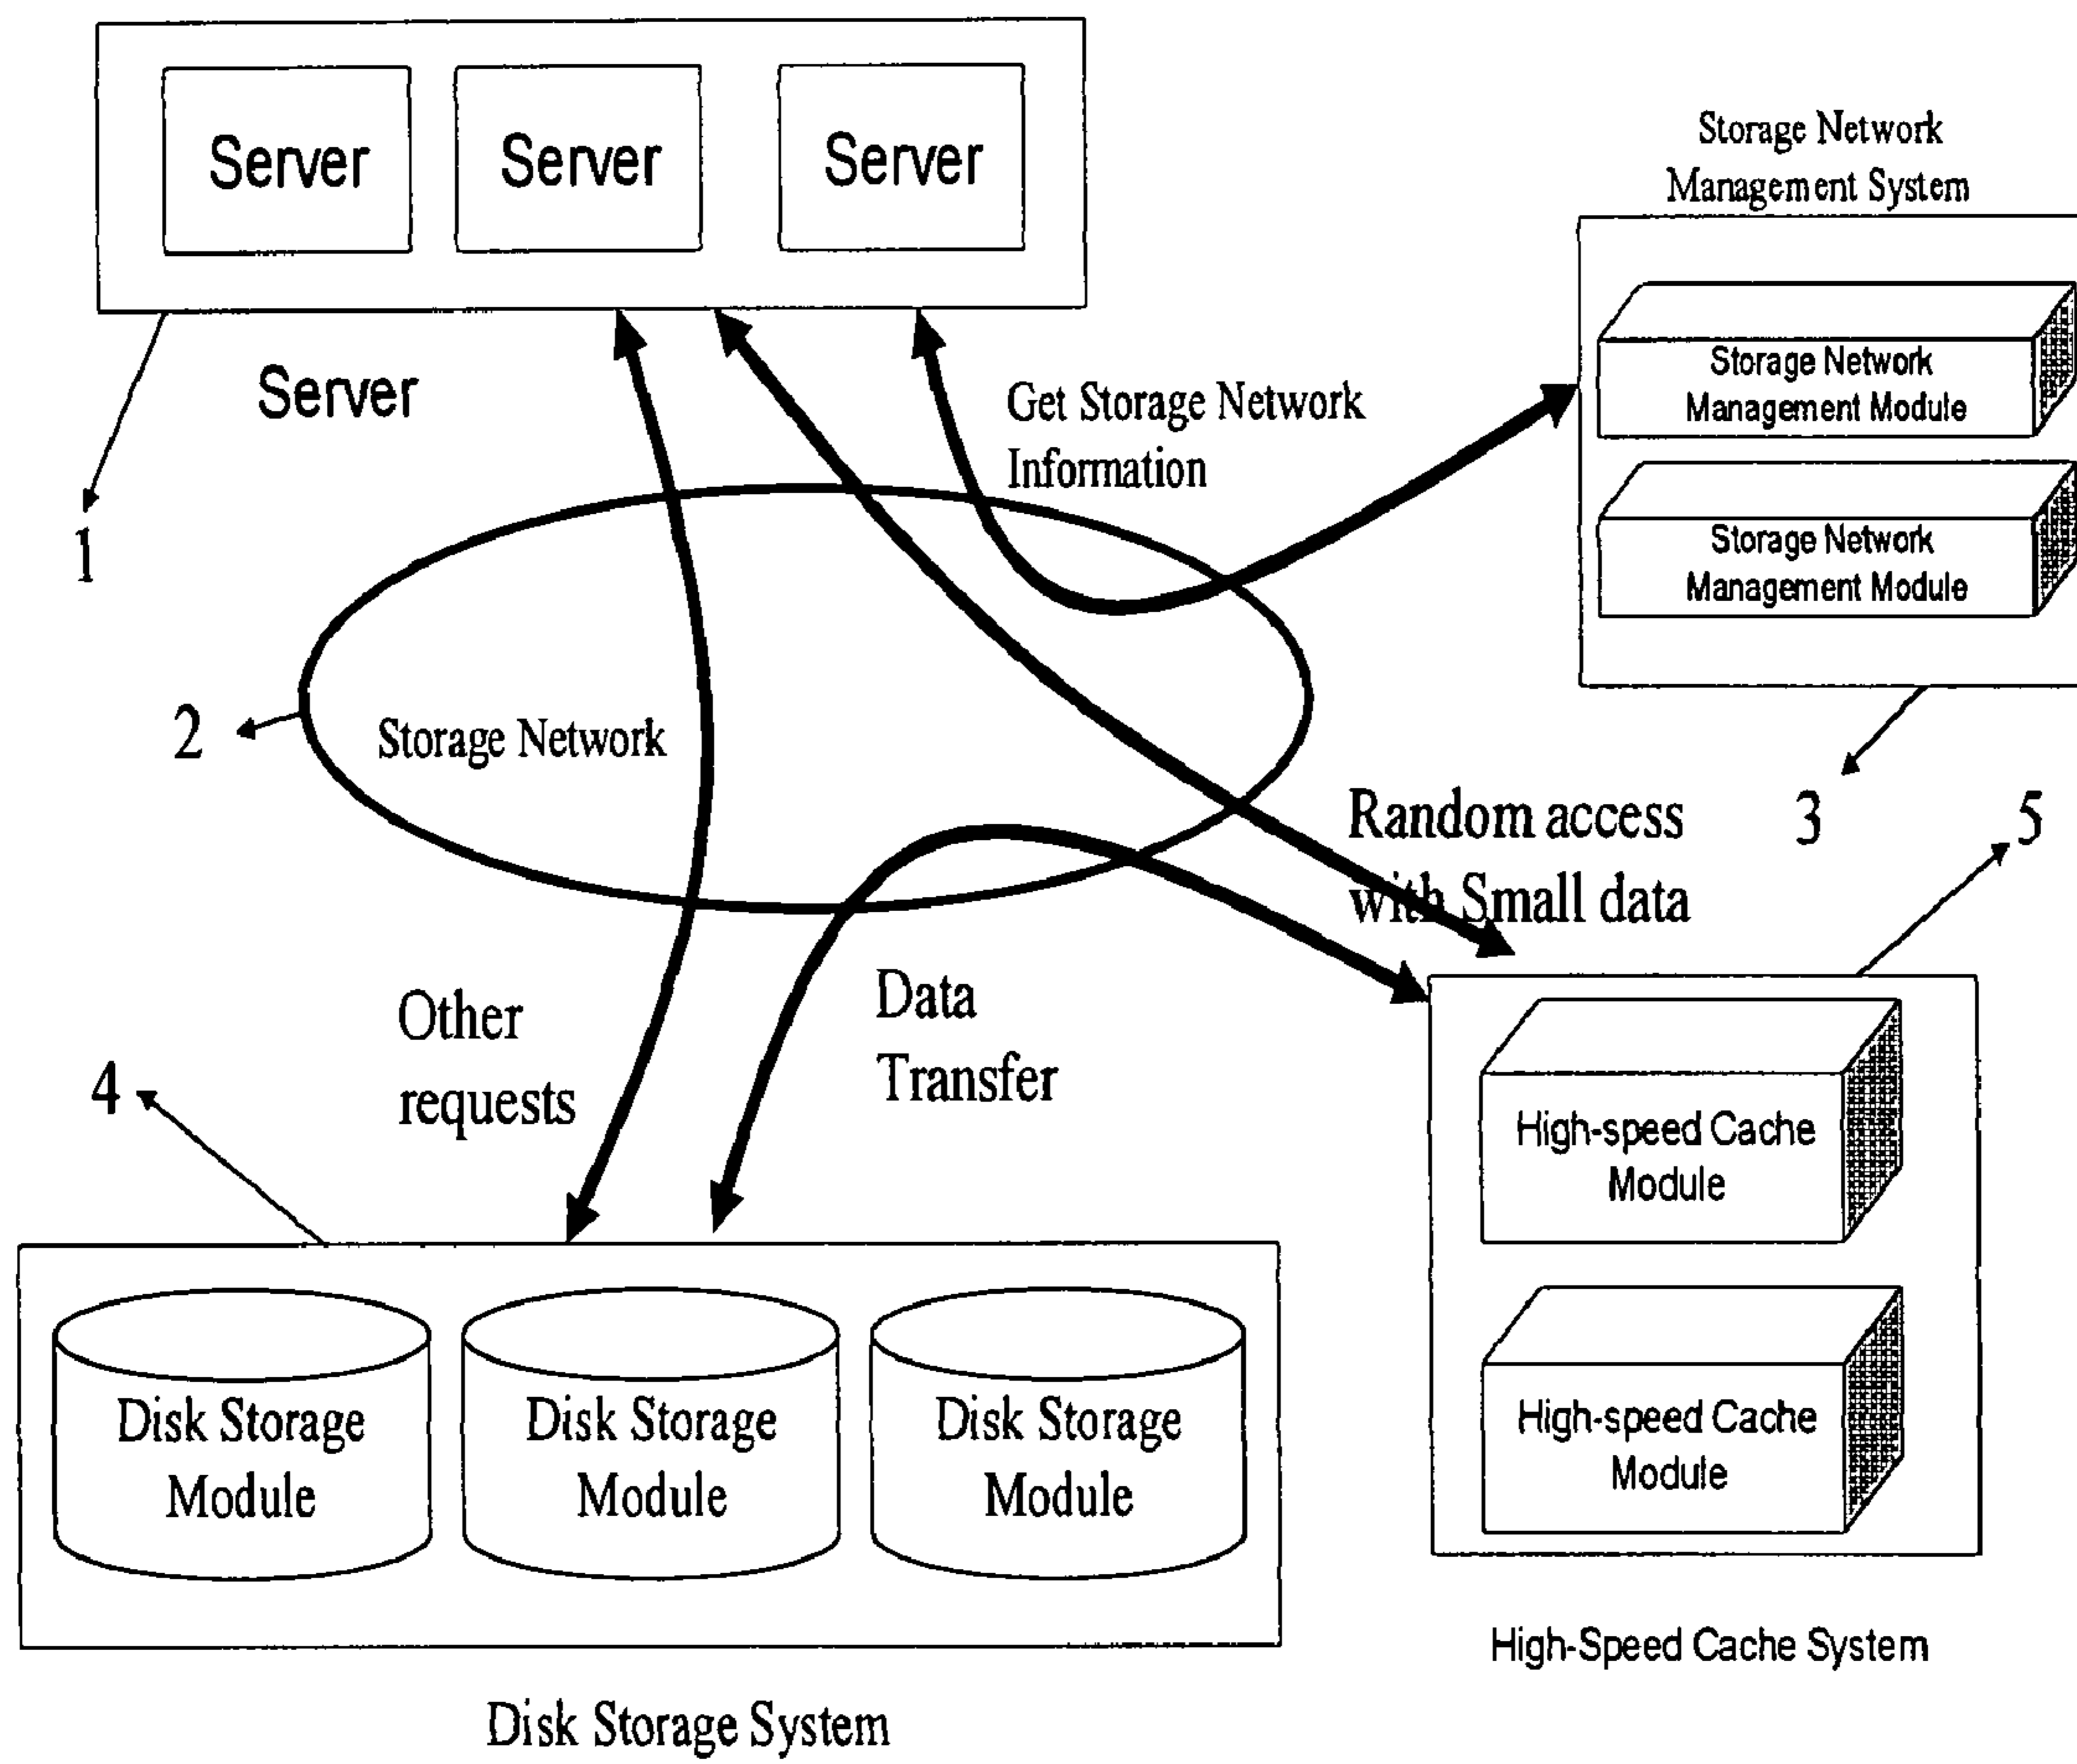 Server
Server
Server
Storage Network
Management System
Storage Network
Management Module
Storage Network
Management Module
Server
Get Storage Network
Information
1
2
Storage Network
3
5
Random access
with Small data
Other
requests
Data
Transfer
4
High-speed Cache
Module
High-speed Cache
Module
Disk Storage
Module
Disk Storage
Module
Disk Storage
Module
High-Speed Cache System
Disk Storage System